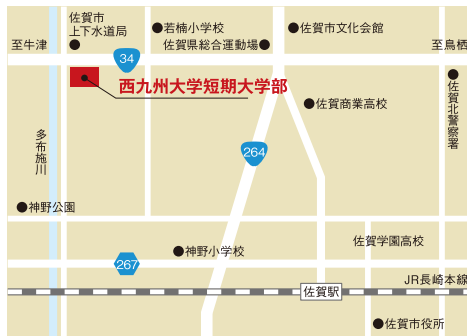 佐賀市
上下水道局
若楠小学校
佐賀県総合運動場
佐賀市文化会館
至牛津
34
至鳥栖
西九州大学短期大学部
佐賀商業高校
佐賀北警察署
多布施川
264
神野公園
神野小学校
佐賀学園高校
267
JR長崎本線
佐賀駅
佐賀市役所